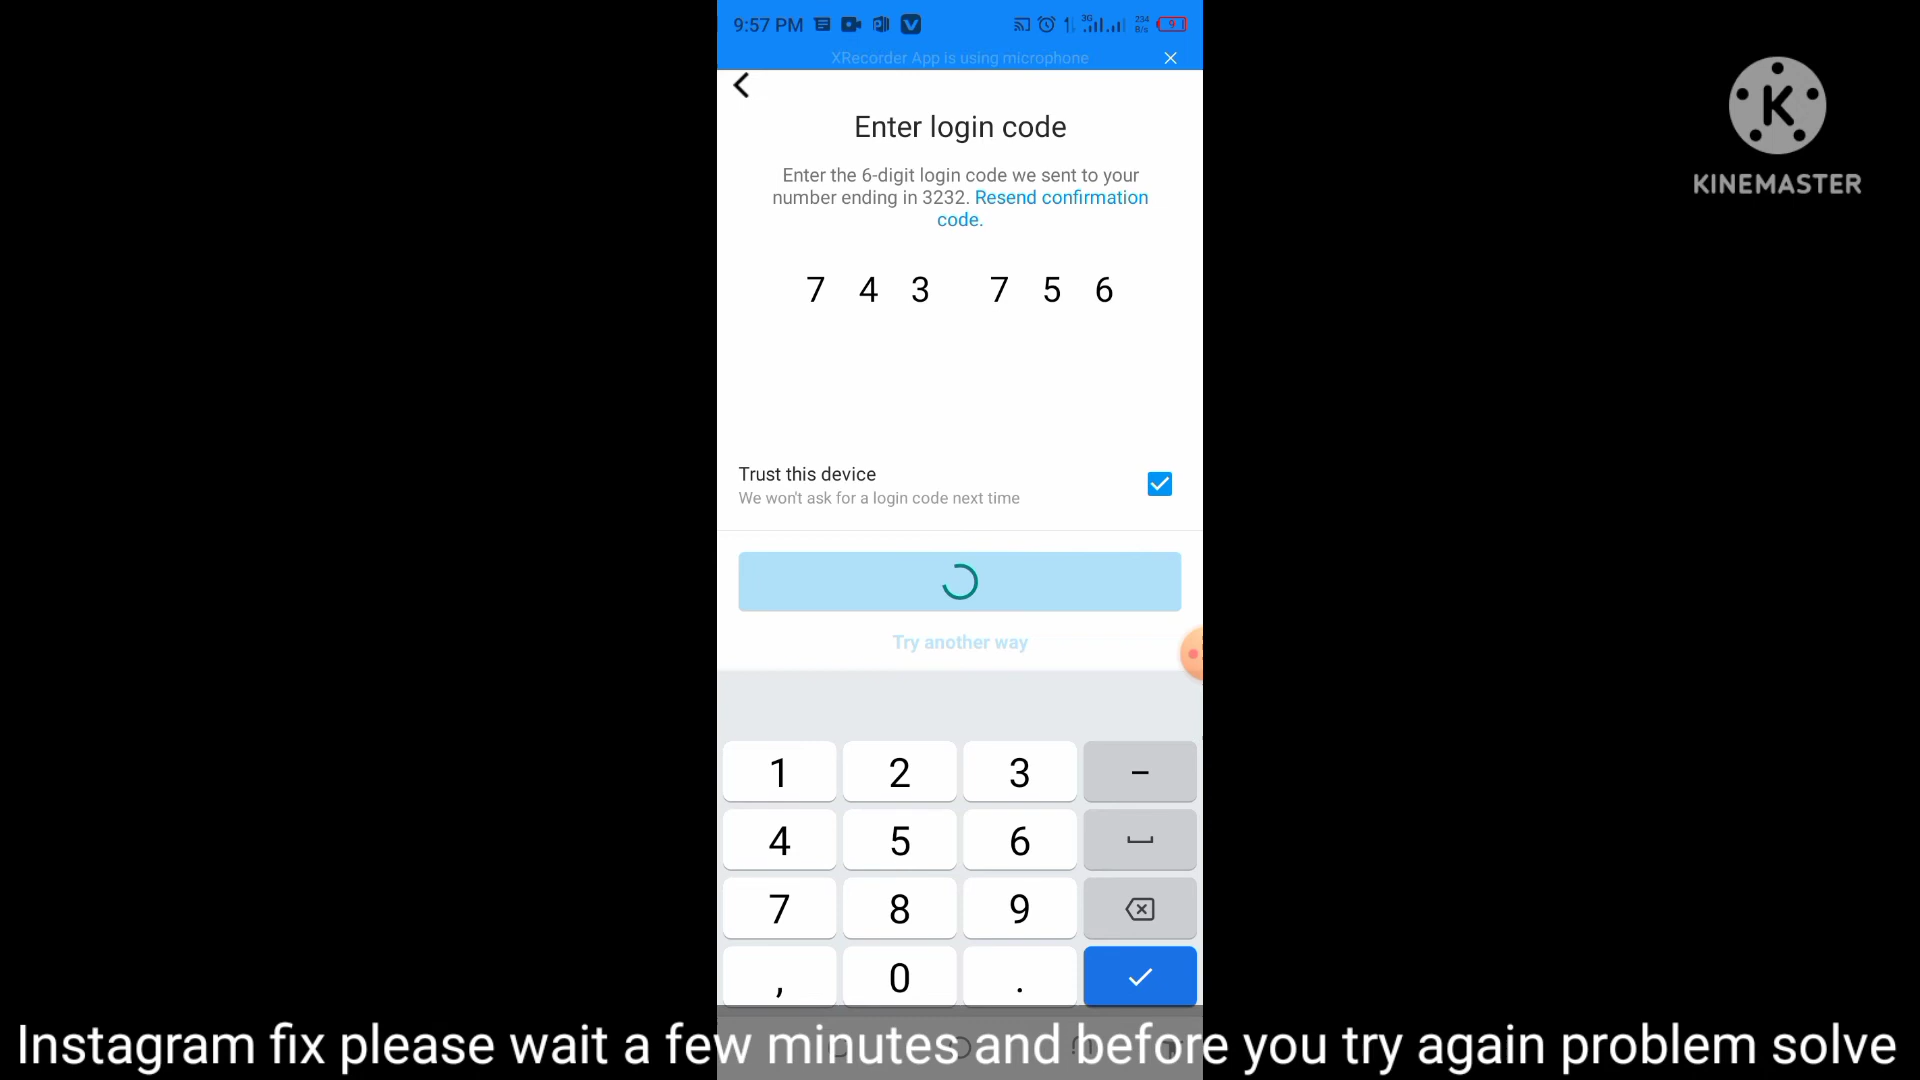 9:57 PM 3G 234 B/s 9
XRecorder App is using microphone
Enter login code
Enter the 6-digit login code we sent to your
number ending in 3232. Resend confirmation
code.
7 4 3 7 5 6
Trust this device
We won't ask for a login code next time
Try another way
1 2 3 –
4 5 6
7 8 9
, 0 .
K
KINEMASTER
Instagram fix please wait a few minutes and before you try again problem solve